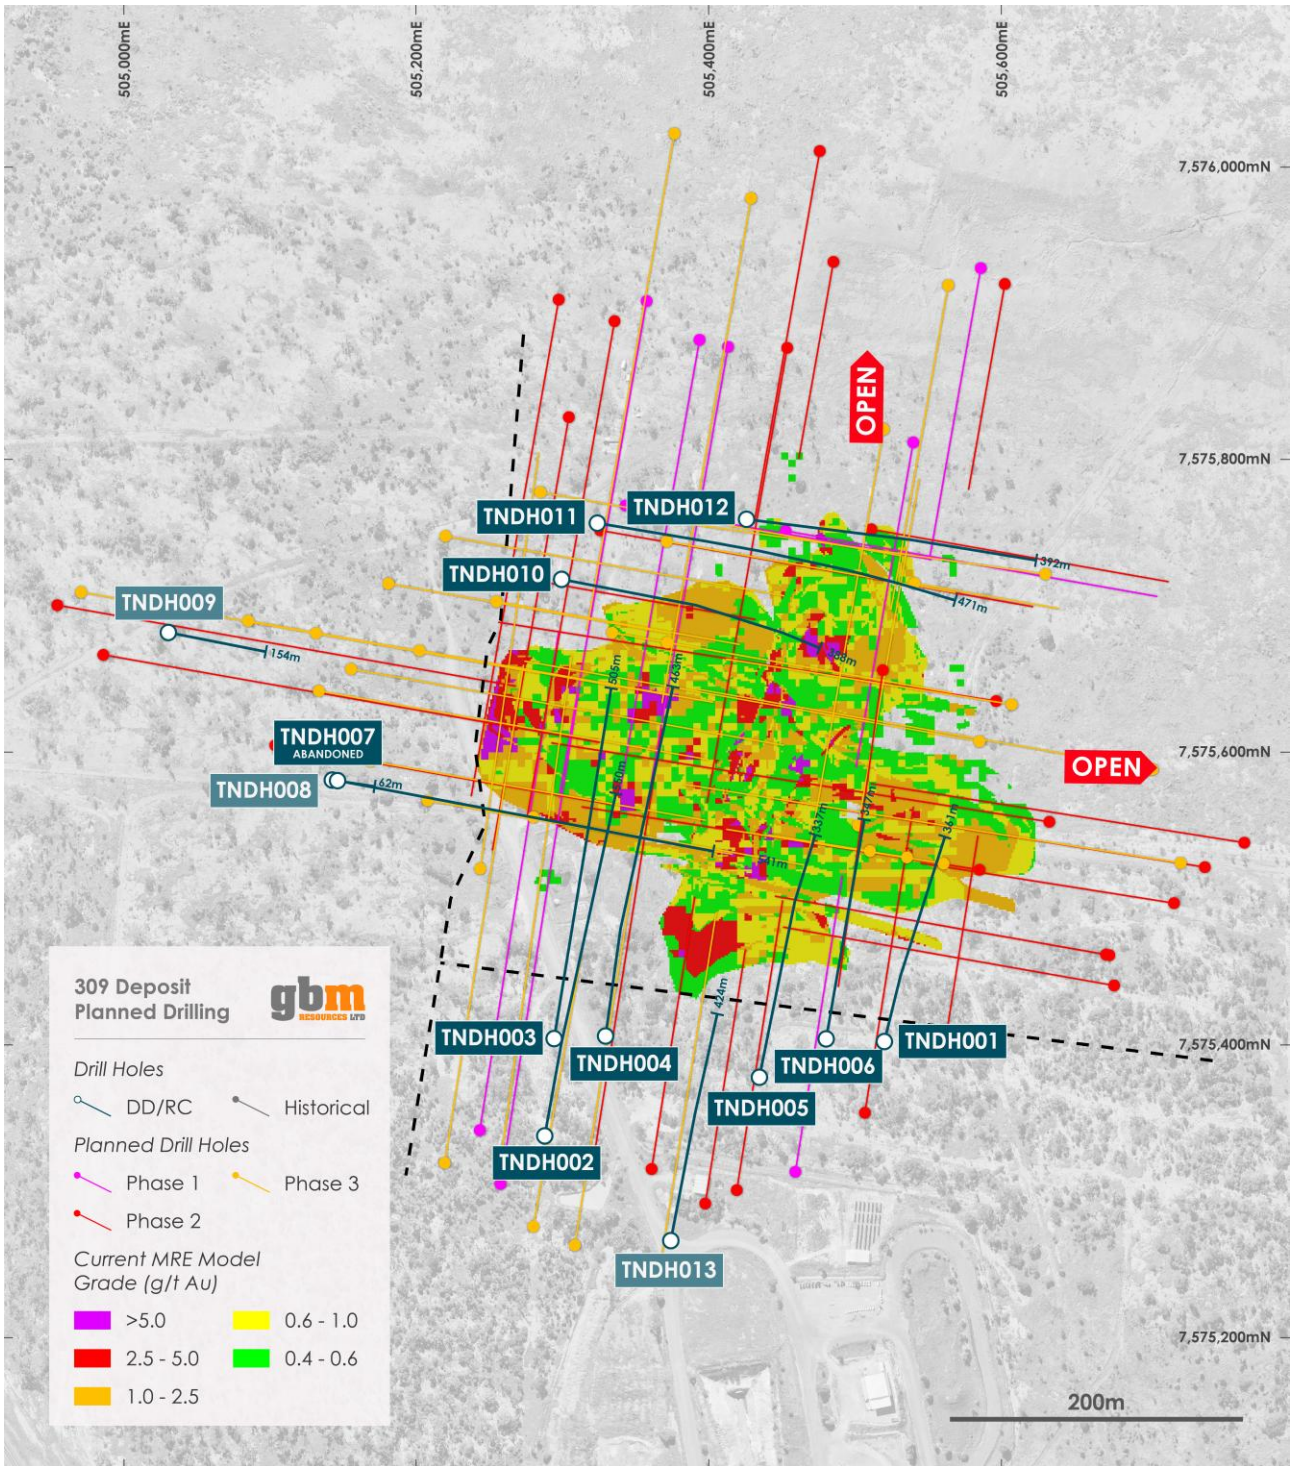 505,000mE
505,200mE
505,400mE
505,600mE
7,576,000mN
OPEN
7,575,800mN
TNDH012
TNDH011
392m
TNDH010
471m
TNDH009
154m
505m
463m
TNDH007
ABANDONED
7,575,600mN
OPEN
TNDH008
62m
337m
347m
361m
424m
TNDH003
TNDH004
TNDH006
TNDH001
7,575,400mN
TNDH005
TNDH002
TNDH013
7,575,200mN
200m
309 Deposit
Planned Drilling
gbm
RESOURCES LTD
Drill Holes
DD/RC
Historical
Planned Drill Holes
Phase 1
Phase 3
Phase 2
Current MRE Model
Grade (g/t Au)
>5.0
0.6 - 1.0
2.5 - 5.0
0.4 - 0.6
1.0 - 2.5